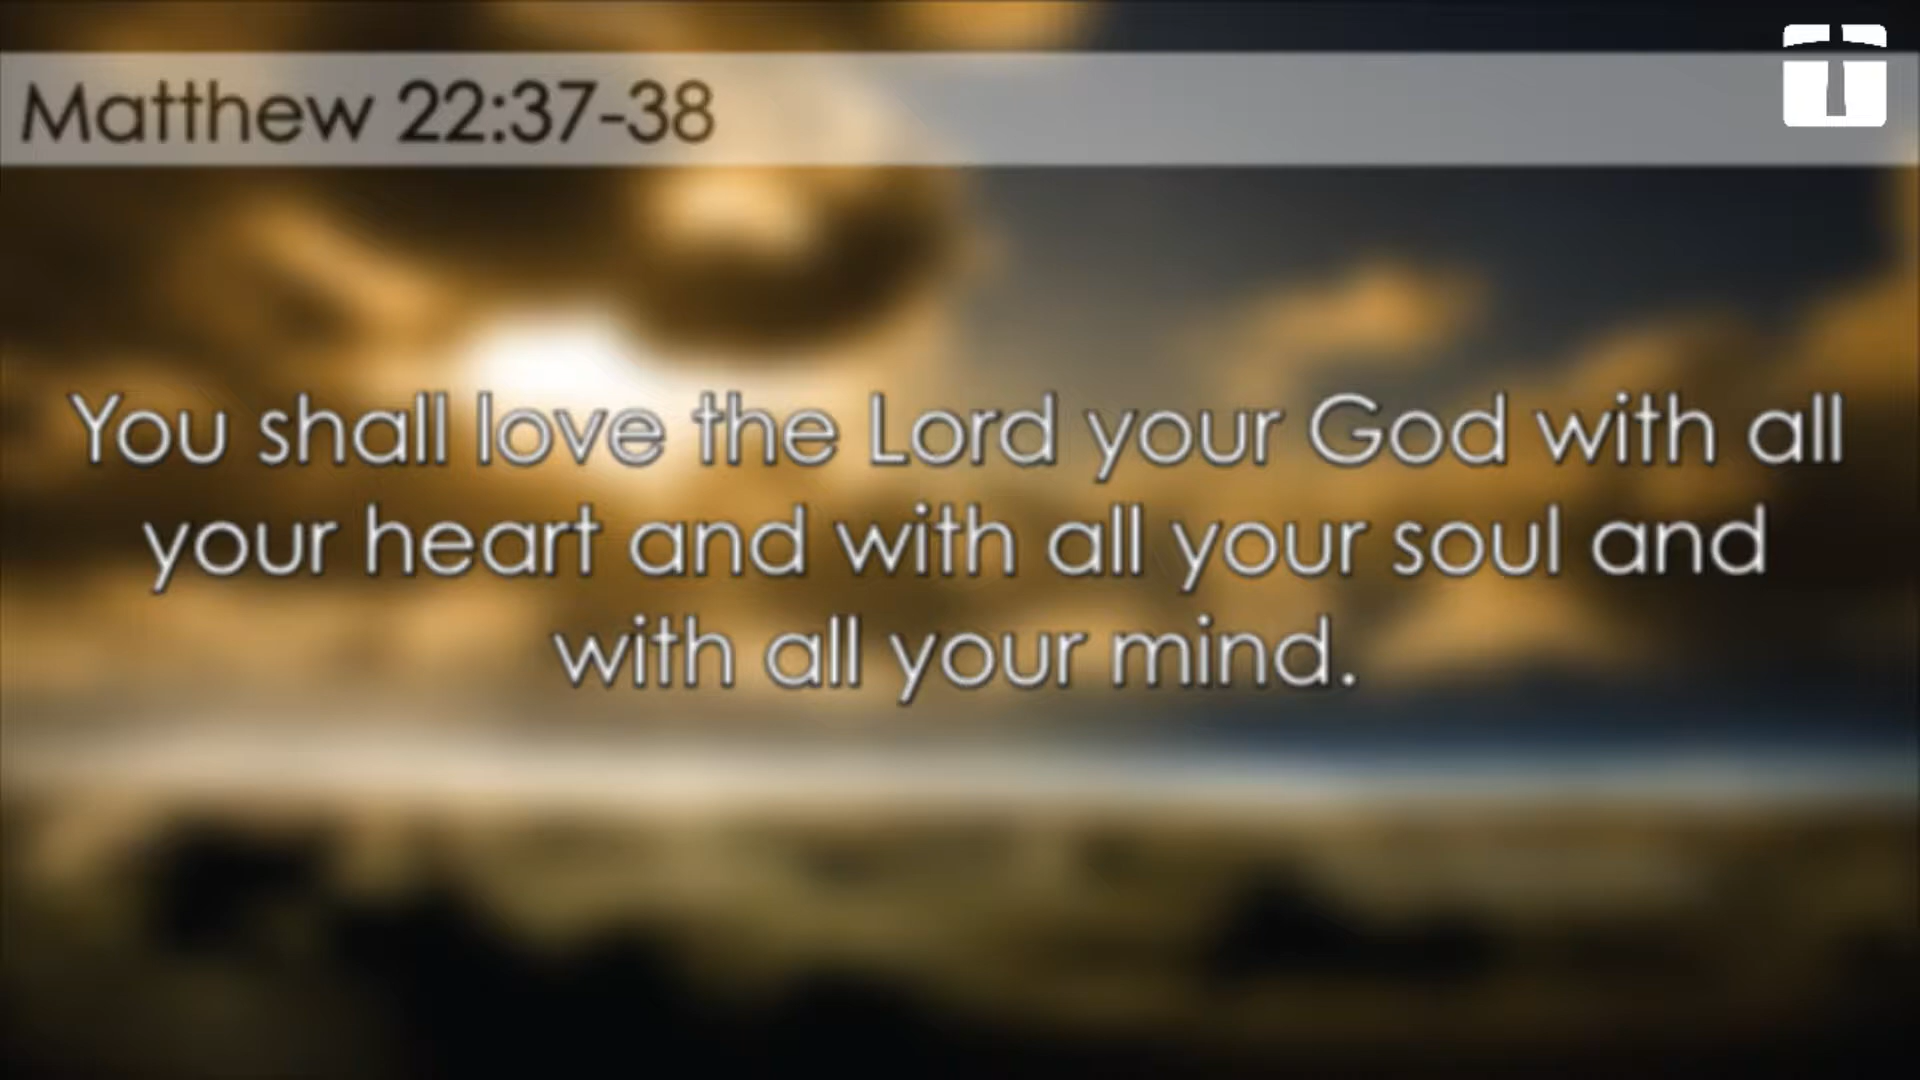 Matthew 22:37-38
You shall love the Lord your God with all
your heart and with all your soul and
with all your mind.